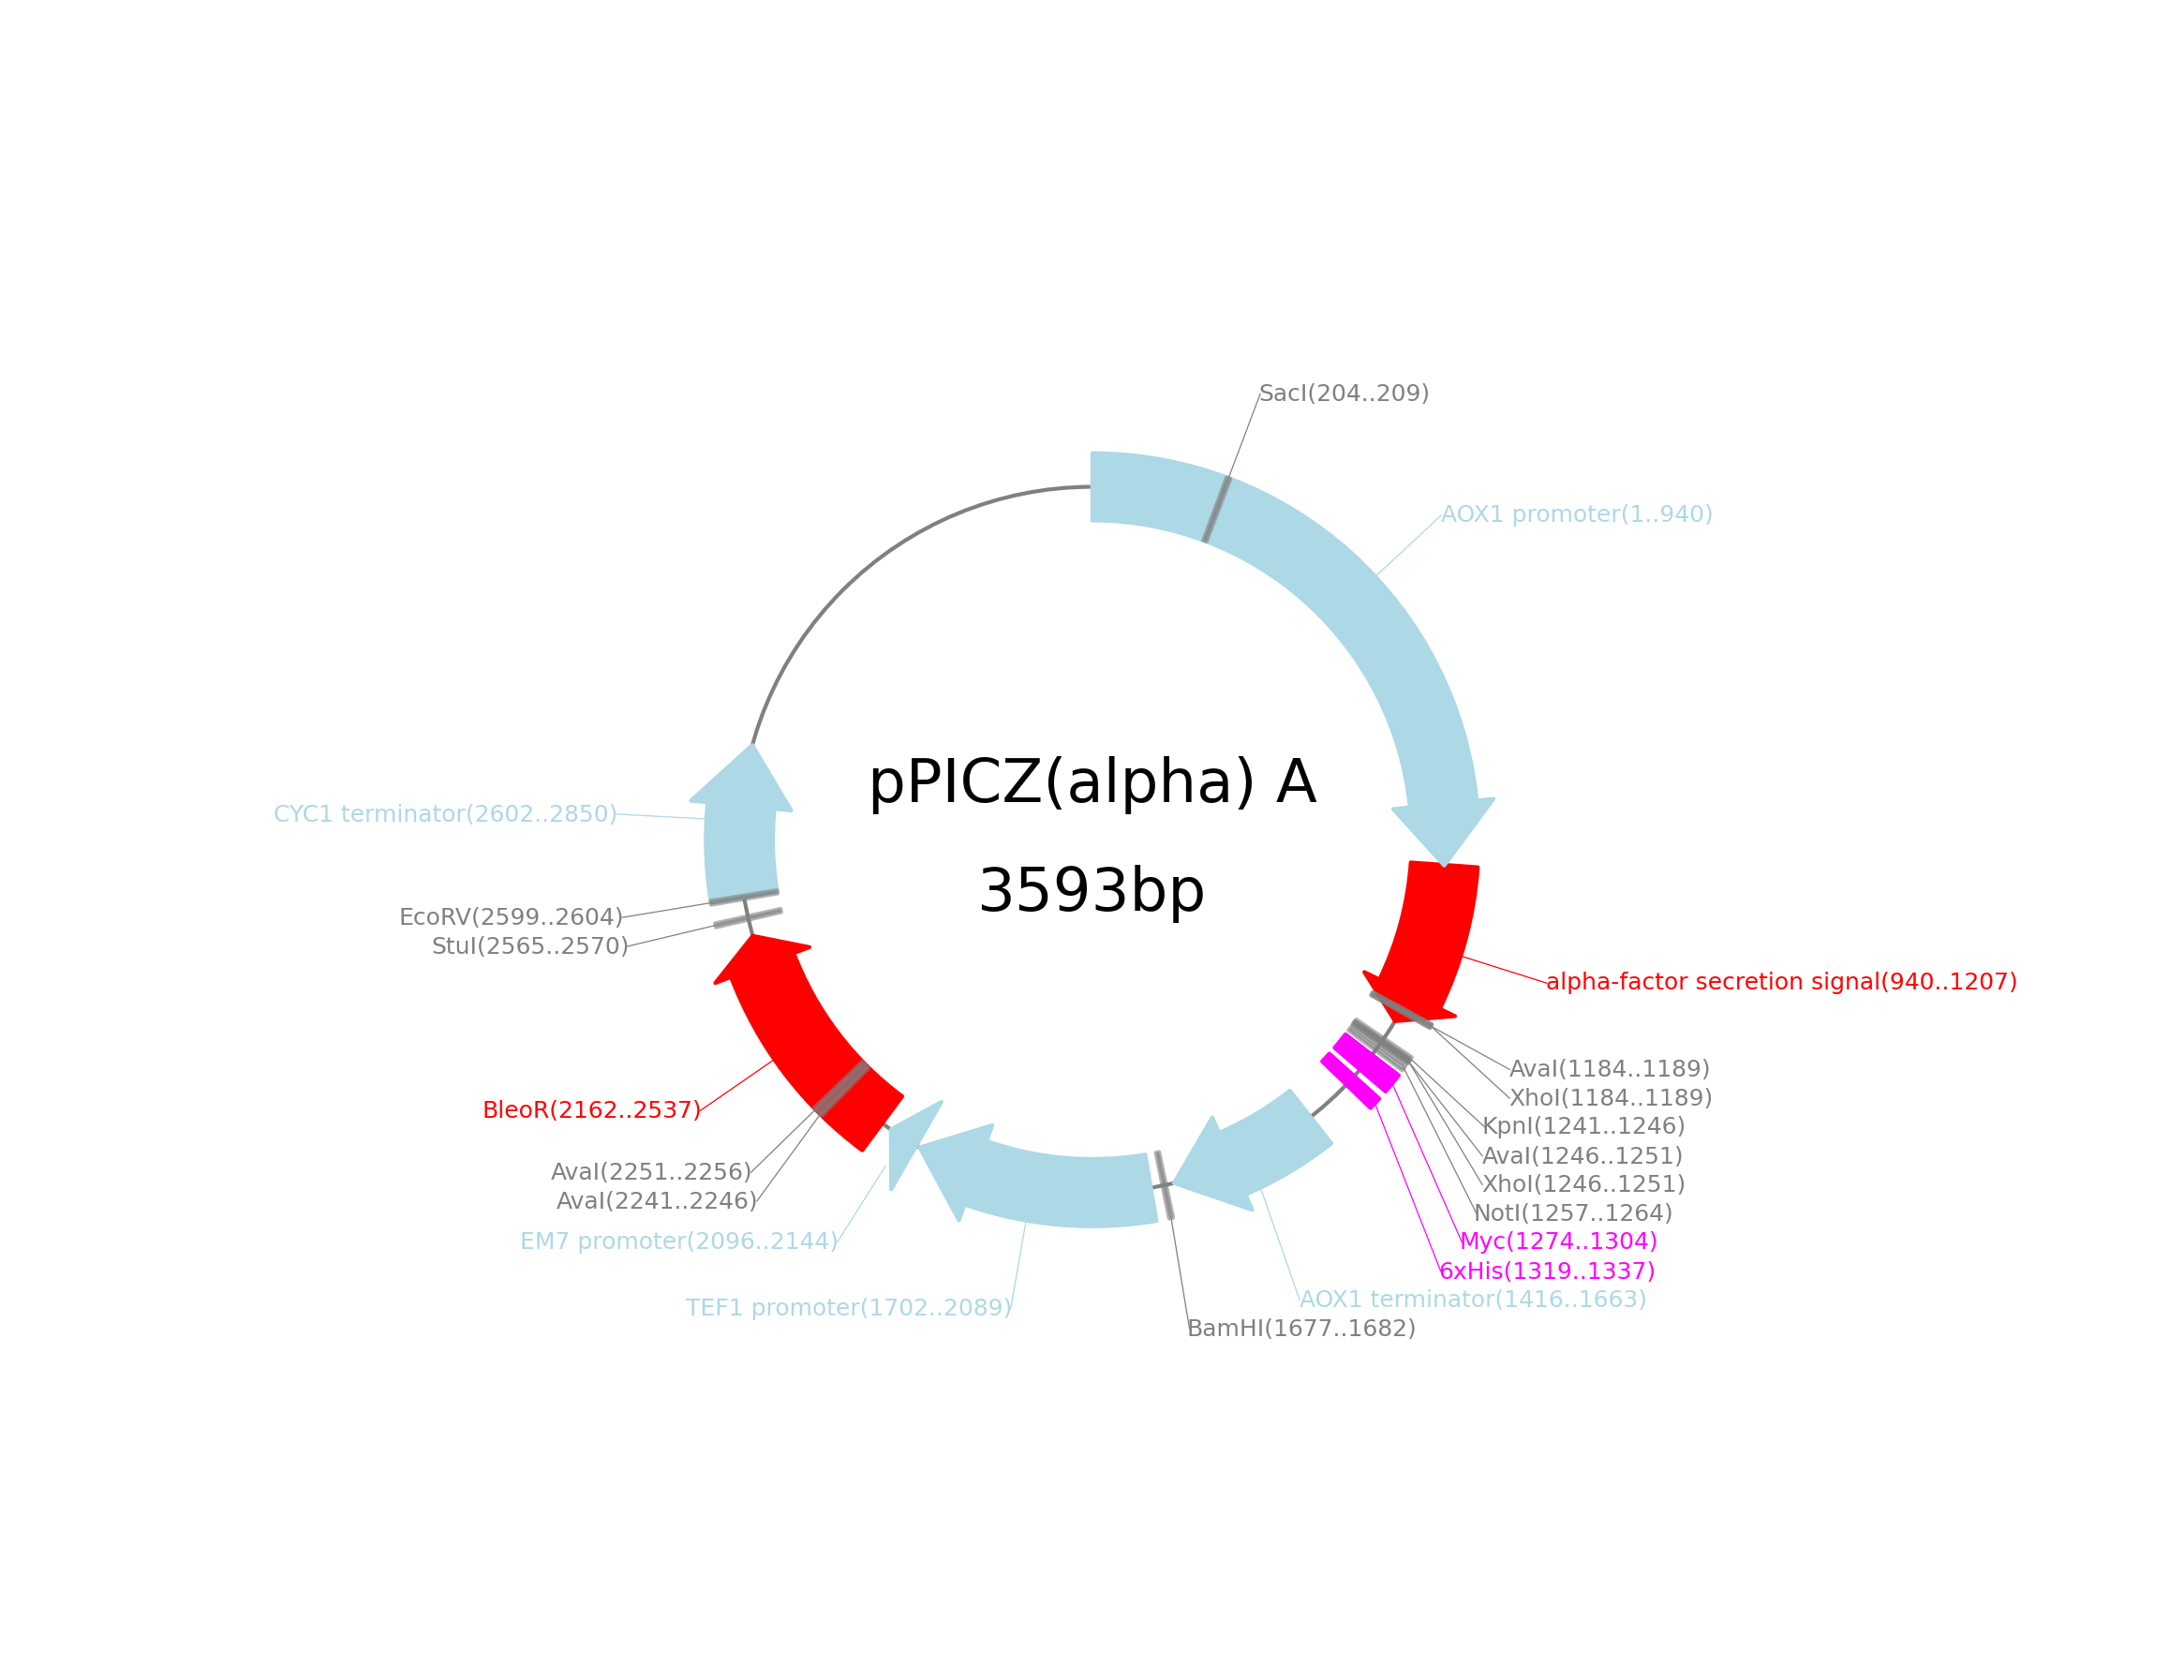 SacI(204..209)
AOX1 promoter(1..940)
pPICZ(alpha) A
3593bp
CYC1 terminator(2602..2850)
EcoRV(2599..2604)
StuI(2565..2570)
alpha-factor secretion signal(940..1207)
AvaI(1184..1189)
XhoI(1184..1189)
BleoR(2162..2537)
KpnI(1241..1246)
AvaI(1246..1251)
AvaI(2251..2256)
XhoI(1246..1251)
AvaI(2241..2246)
NotI(1257..1264)
EM7 promoter(2096..2144)
Myc(1274..1304)
6xHis(1319..1337)
AOX1 terminator(1416..1663)
TEF1 promoter(1702..2089)
BamHI(1677..1682)